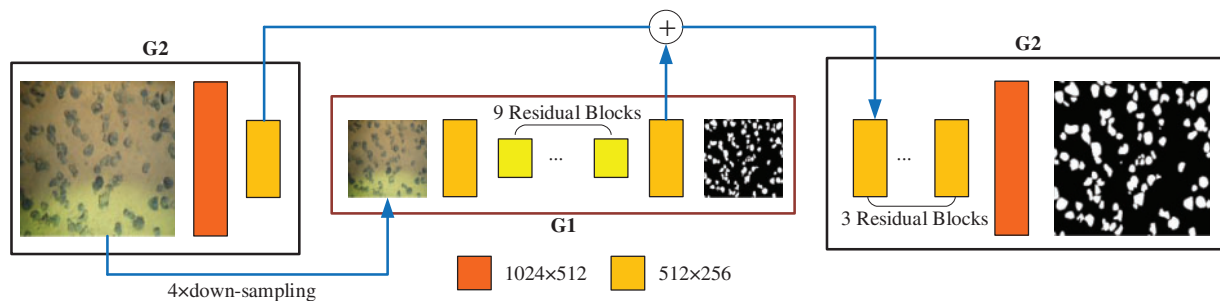 G2
G2
9 Residual Blocks
...
...
3 Residual Blocks
G1
1024×512
512×256
4×down-sampling